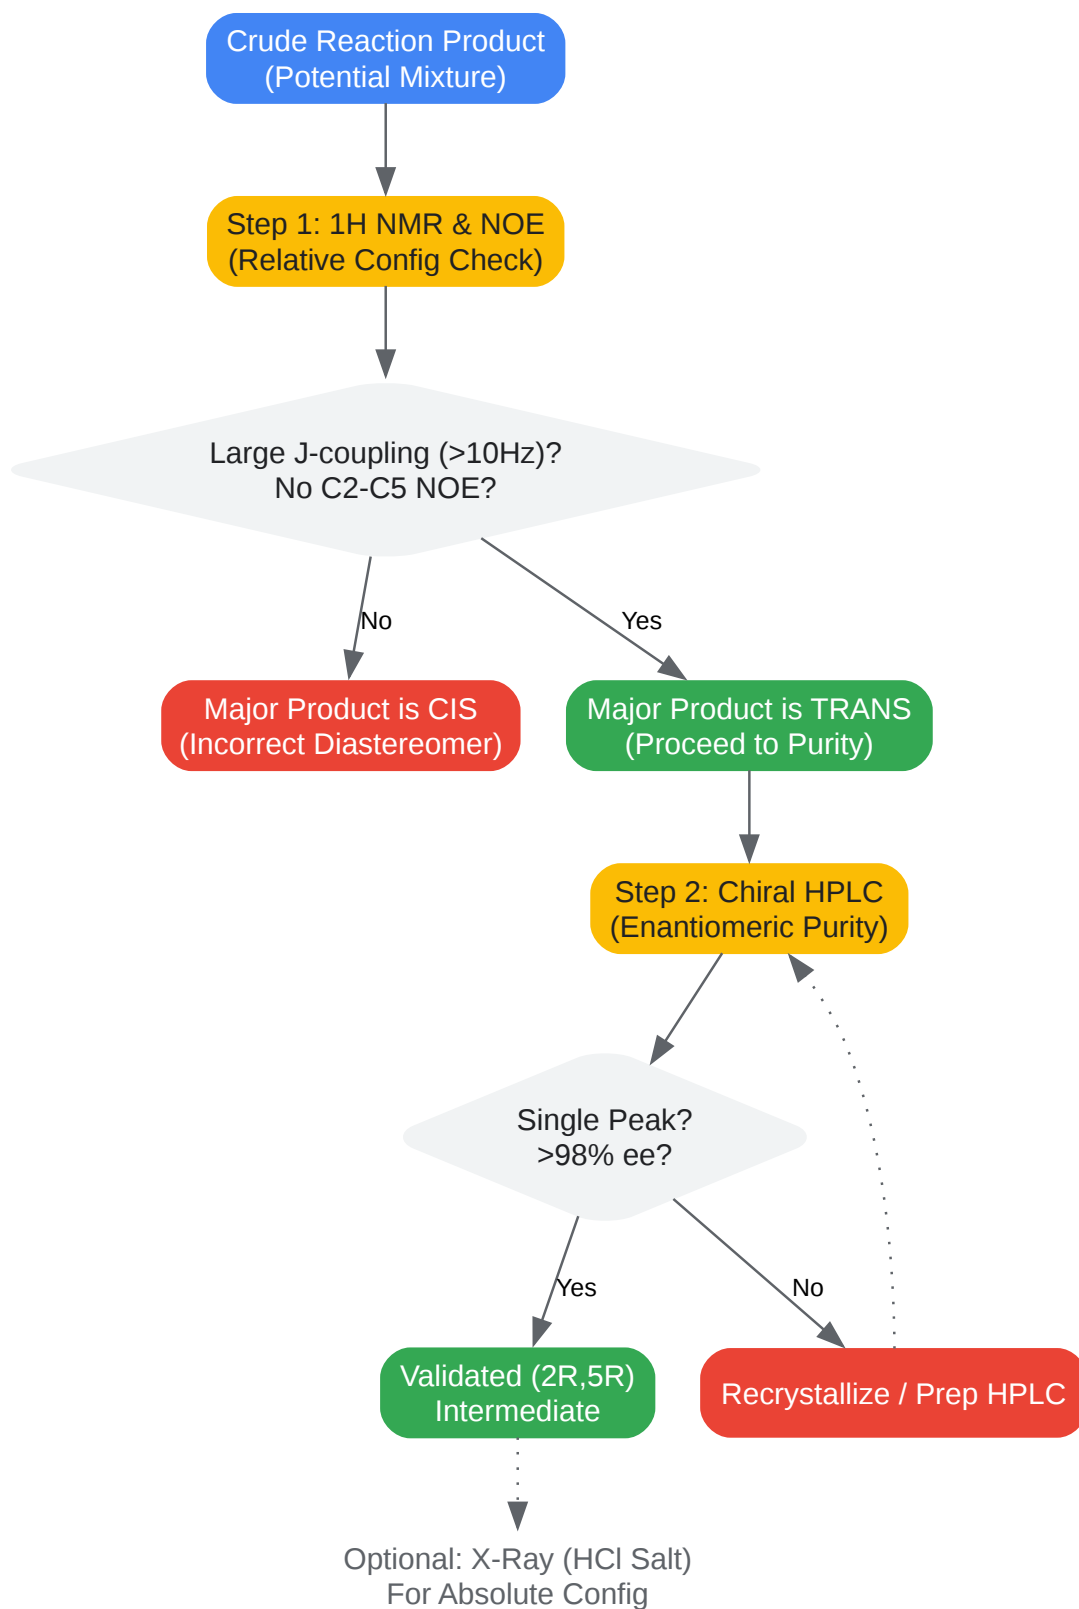 Crude Reaction Product
(Potential Mixture)
Step 1: 1H NMR & NOE
(Relative Config Check)
Large J-coupling (>10Hz)?
No C2-C5 NOE?
No
Yes
Major Product is CIS
(Incorrect Diastereomer)
Major Product is TRANS
(Proceed to Purity)
Step 2: Chiral HPLC
(Enantiomeric Purity)
Single Peak?
>98% ee?
Yes
No
Validated (2R,5R)
Intermediate
Recrystallize / Prep HPLC
Optional: X-Ray (HCl Salt)
For Absolute Config